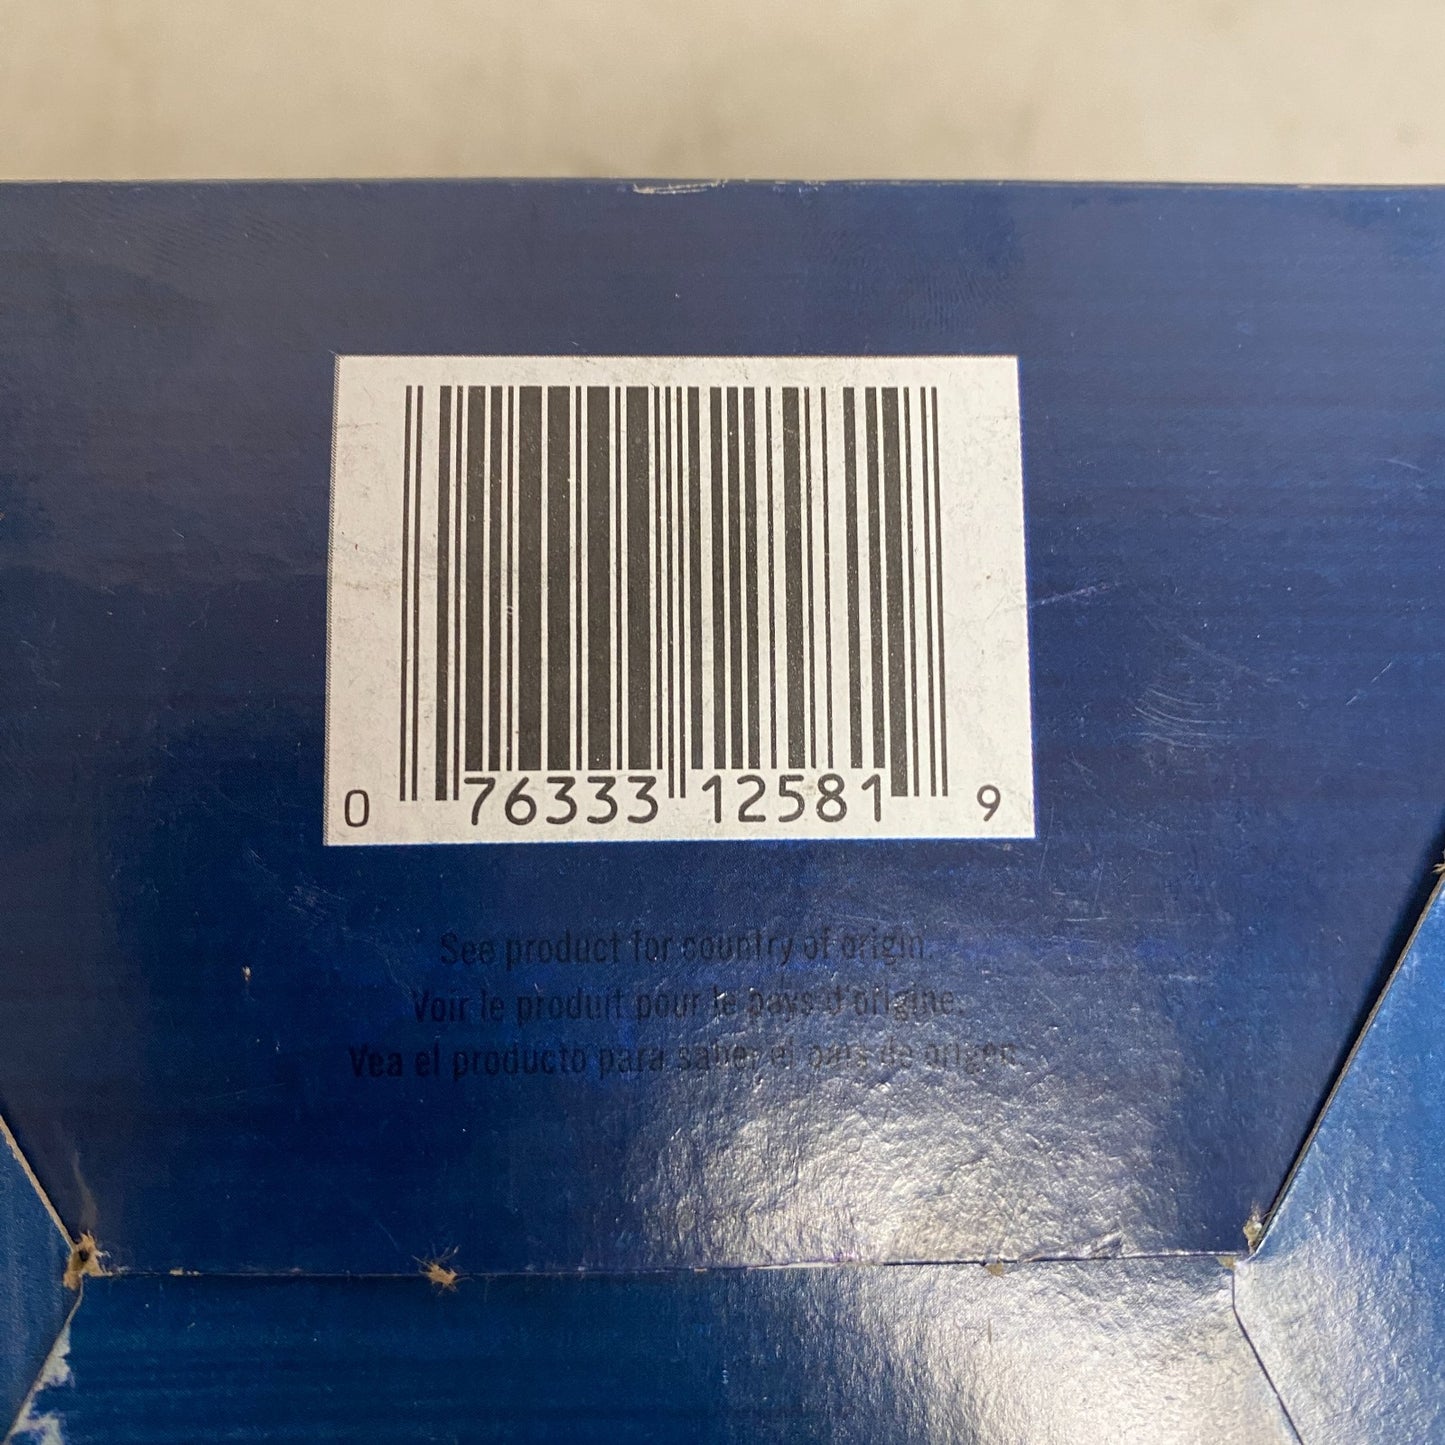 0 76333 12581 9
See product for country of origin.
Voir le produit pour le pays d'origine.
Vea el producto para saber el país de origen.